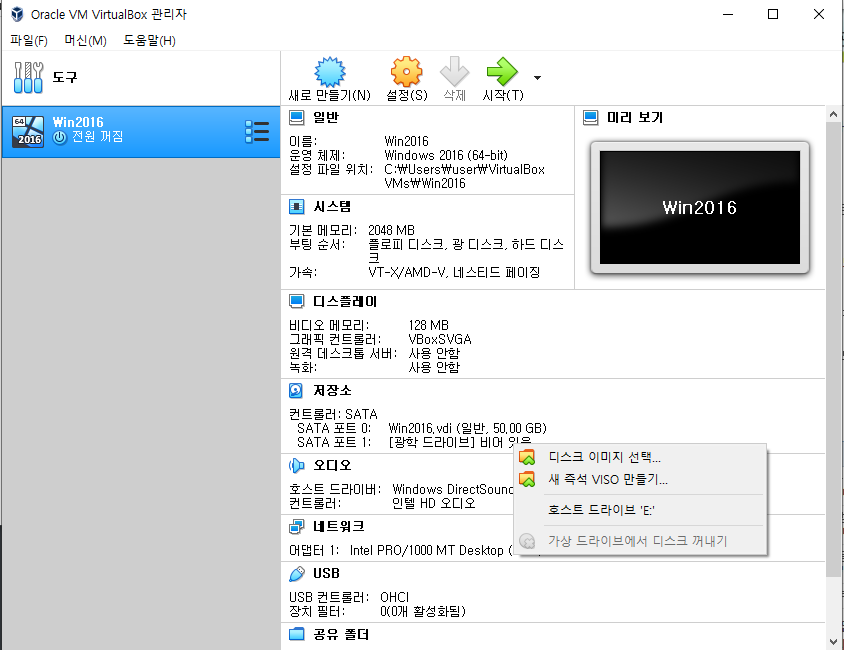 Oracle VM VirtualBox 관리자
파일(F) 머신(M) 도움말(H)
도구
새로 만들기(N) 설정(S) 삭제 시작(T)
64
2016
Win2016
전원 꺼짐
일반
이름: Win2016
운영 체제: Windows 2016 (64-bit)
설정 파일 위치: C:₩Users₩user₩VirtualBox
VMs₩Win2016
미리 보기
Win2016
시스템
기본 메모리: 2048 MB
부팅 순서: 플로피 디스크, 광 디스크, 하드 디스
크
가속: VT-X/AMD-V, 네스티드 페이징
디스플레이
비디오 메모리: 128 MB
그래픽 컨트롤러: VBoxSVGA
원격 데스크톱 서버: 사용 안함
녹화: 사용 안함
저장소
컨트롤러: SATA
SATA 포트 0: Win2016.vdi (일반, 50.00 GB)
SATA 포트 1: [광학 드라이브] 비어 있음
디스크 이미지 선택...
새 즉석 VISO 만들기...
호스트 드라이브 'E:'
가상 드라이브에서 디스크 꺼내기
오디오
호스트 드라이버: Windows DirectSound
컨트롤러: 인텔 HD 오디오
네트워크
어댑터 1: Intel PRO/1000 MT Desktop (
USB
USB 컨트롤러: OHCI
장치 필터: 0(0개 활성화됨)
공유 폴더